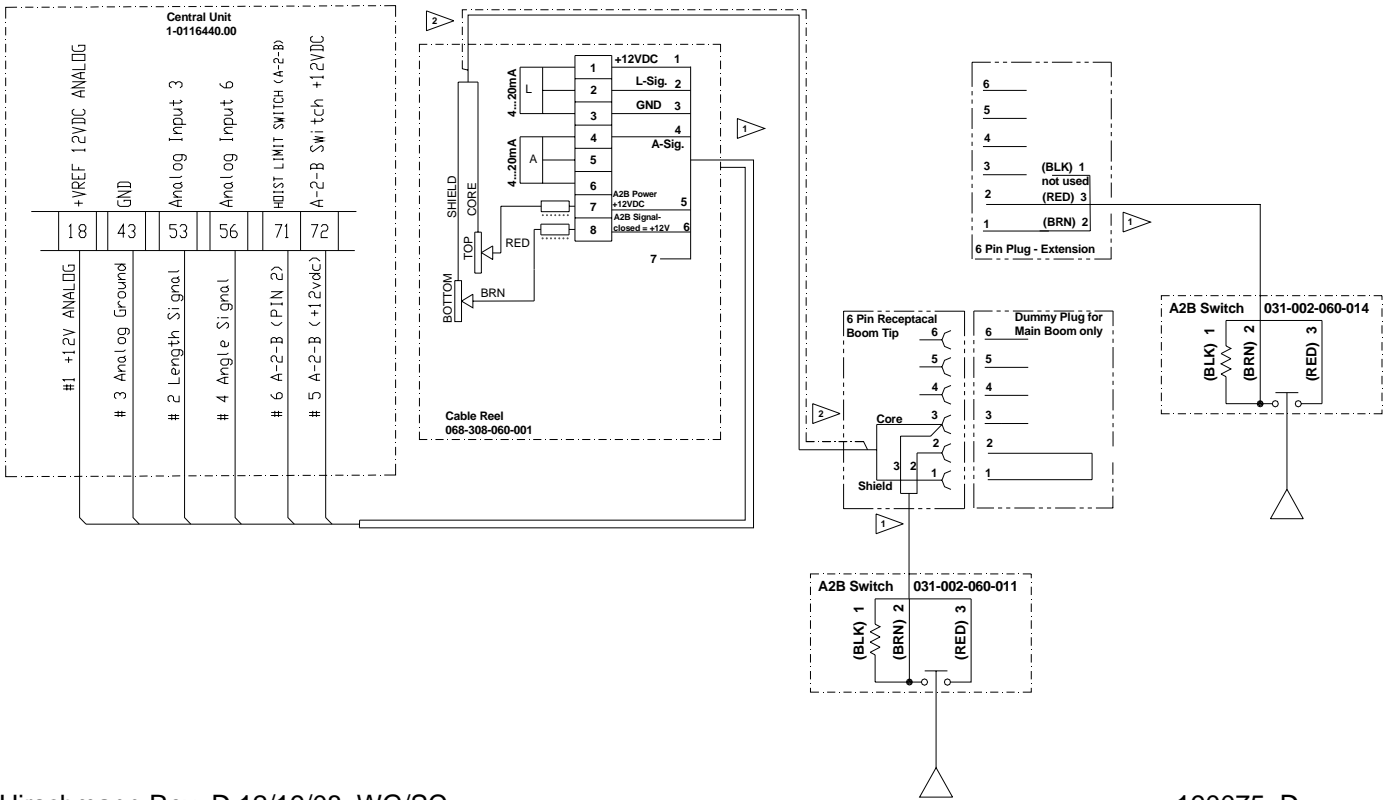 Central Unit
1-0116440.00
+VREF 12VDC ANALOG
GND
Analog Input 3
Analog Input 6
HOIST LIMIT SWITCH (A-2-B)
A-2-B Switch +12VDC
18
43
53
56
71
72
#1 +12V ANALOG
# 3 Analog Ground
# 2 Length Signal
# 4 Angle Signal
# 6 A-2-B (PIN 2)
# 5 A-2-B (+12vdc)
2
SHIELD
CORE
TOP
BOTTOM
RED
BRN
4...20mA
L
4...20mA
A
1
2
3
4
5
6
7
8
+12VDC 1
L-Sig. 2
GND 3
4
A-Sig.
A2B Power
+12VDC 5
A2B Signal-
closed = +12V 6
7
Cable Reel
068-308-060-001
1
6
5
4
3
2
1
(BLK) 1
not used
(RED) 3
(BRN) 2
6 Pin Plug - Extension
1
A2B Switch 031-002-060-014
(BLK) 1
(BRN) 2
(RED) 3
6 Pin Receptacal
Boom Tip
6
5
4
3
2
1
Core
Shield
3 2
2
1
Dummy Plug for
Main Boom only
6
5
4
3
2
1
A2B Switch 031-002-060-011
(BLK) 1
(BRN) 2
(RED) 3